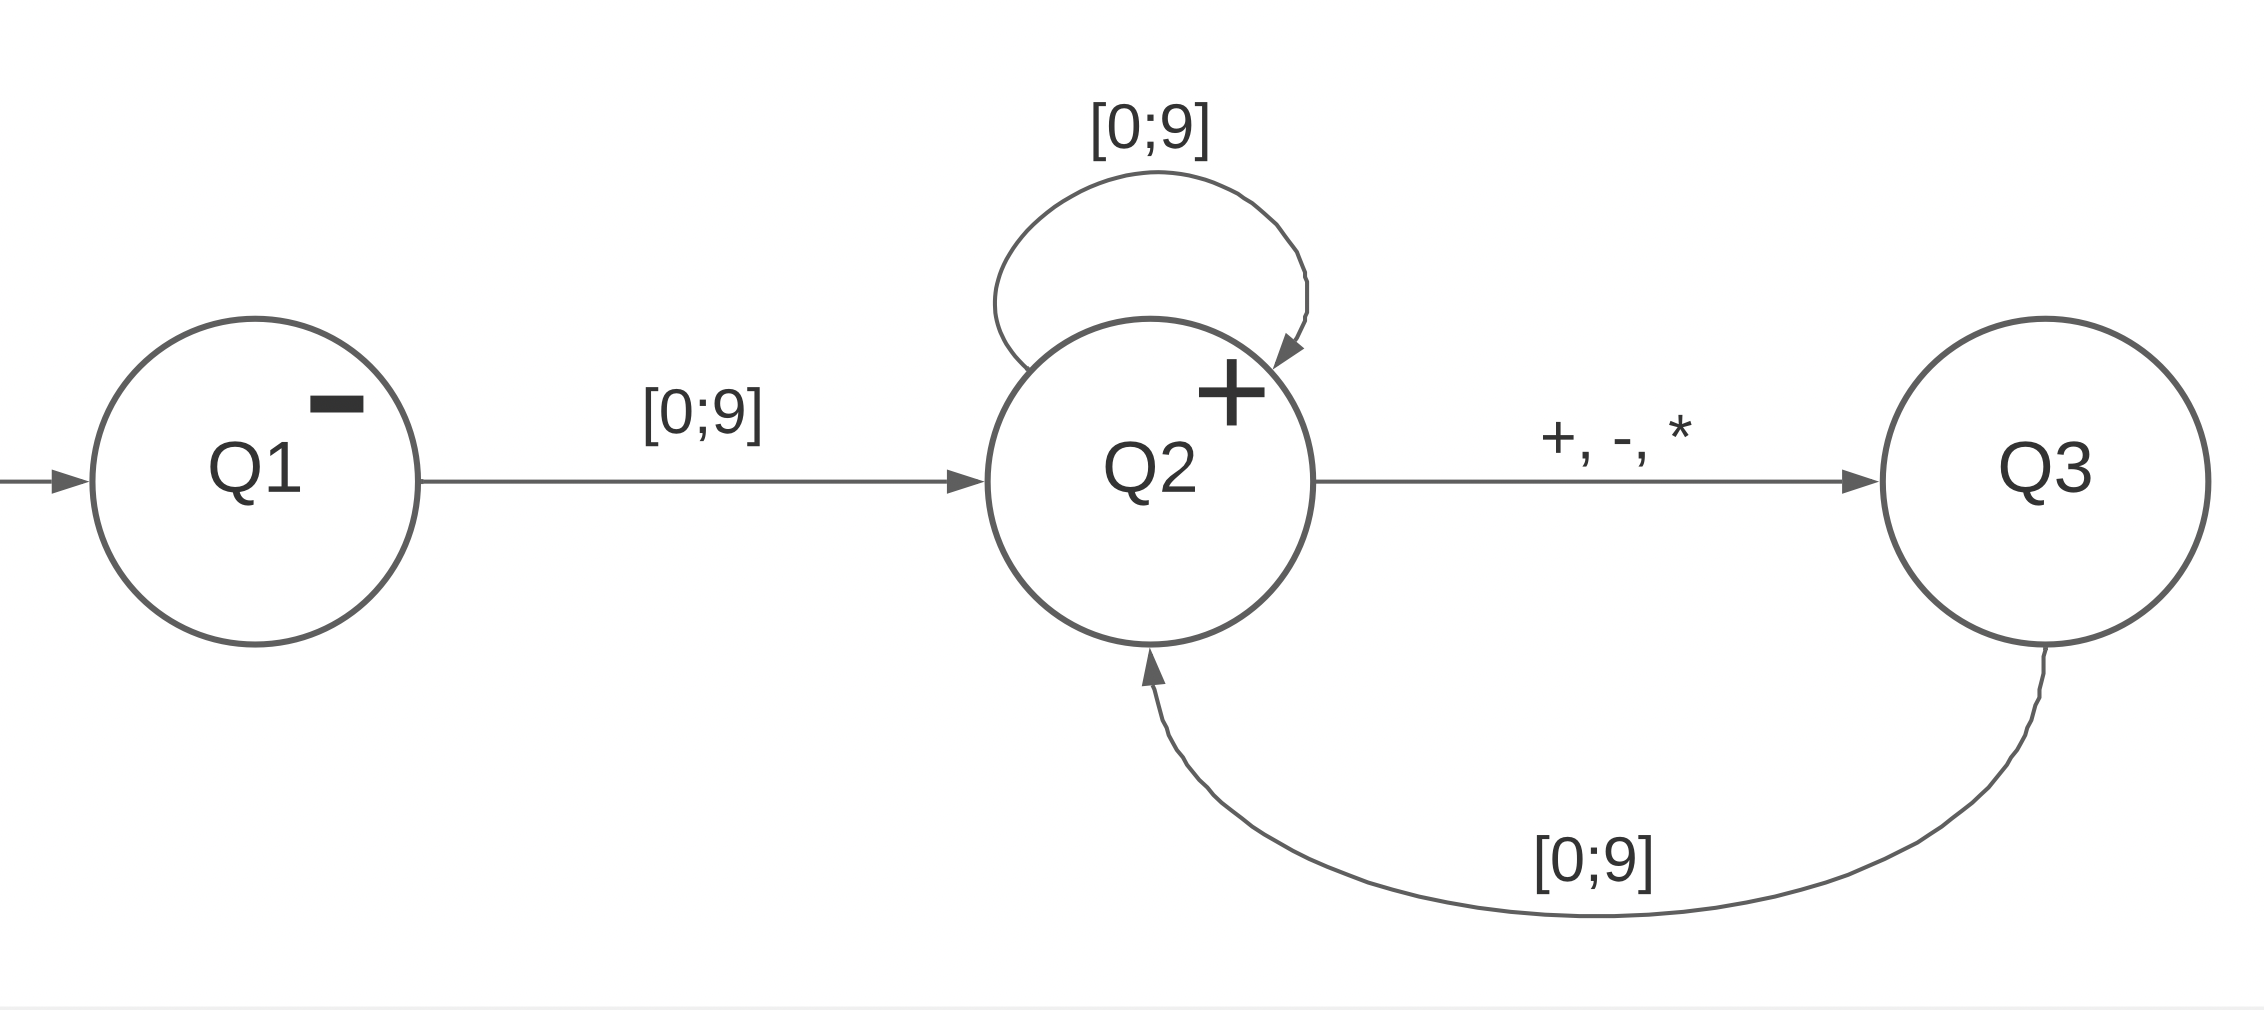 [0;9]
[0;9]
+, -, *
Q1 -
Q2 +
Q3
[0;9]